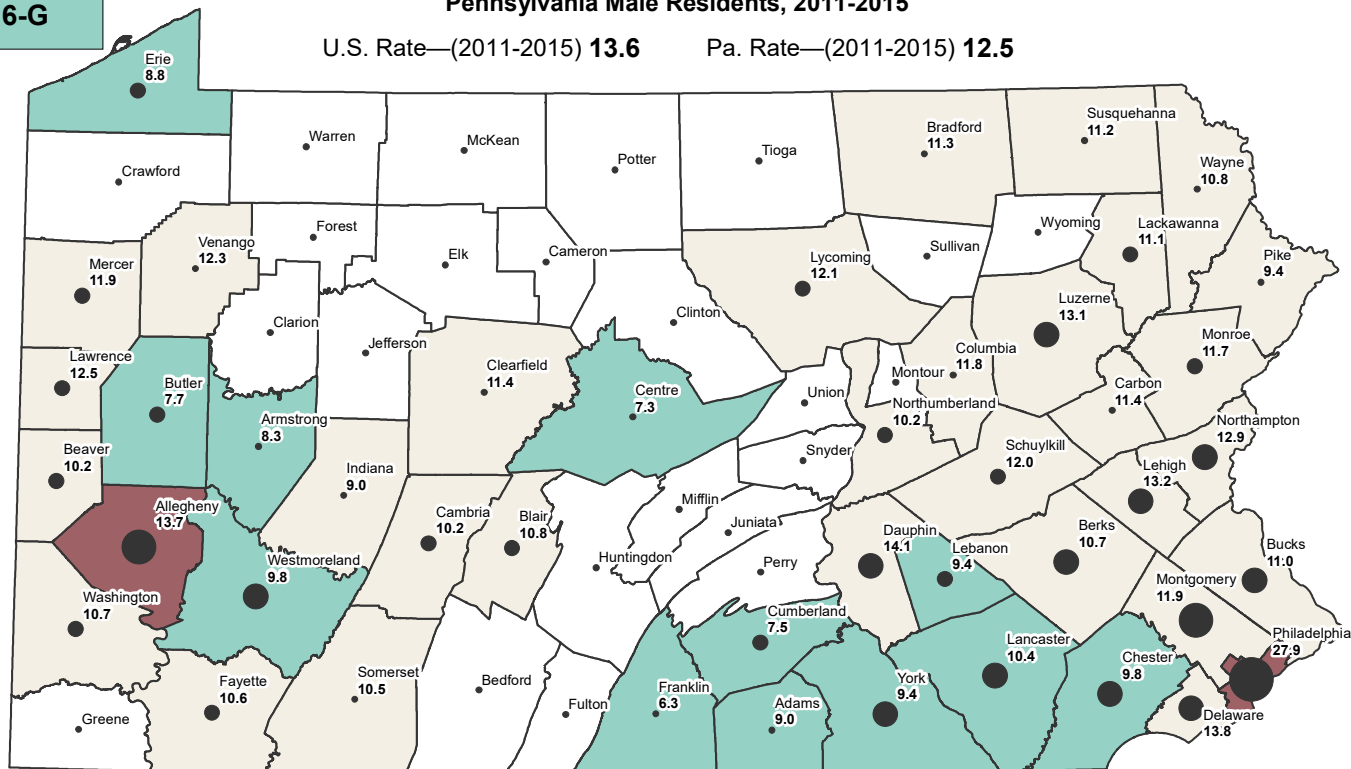 6-G
Pennsylvania Male Residents, 2011-2015
U.S. Rate—(2011-2015) 13.6
Pa. Rate—(2011-2015) 12.5
Erie
8.8
Warren
McKean
Potter
Tioga
Bradford
11.3
Susquehanna
11.2
Wayne
10.8
Crawford
Venango
12.3
Forest
Elk
Cameron
Lycoming
12.1
Sullivan
Wyoming
Lackawanna
11.1
Pike
9.4
Mercer
11.9
Clarion
Jefferson
Clinton
Luzerne
13.1
Monroe
11.7
Lawrence
12.5
Butler
7.7
Armstrong
8.3
Clearfield
11.4
Centre
7.3
Union
Montour
Columbia
11.8
Northumberland
10.2
Carbon
11.4
Northampton
12.9
Beaver
10.2
Indiana
9.0
Snyder
Schuylkill
12.0
Lehigh
13.2
Allegheny
13.7
Cambria
10.2
Blair
10.8
Mifflin
Juniata
Huntingdon
Perry
Dauphin
14.1
Lebanon
9.4
Berks
10.7
Bucks
11.0
Westmoreland
9.8
Montgomery
11.9
Washington
10.7
Cumberland
7.5
Lancaster
10.4
Chester
9.8
Philadelphia
27.9
Fayette
10.6
Somerset
10.5
Bedford
Fulton
Franklin
6.3
Adams
9.0
York
9.4
Delaware
13.8
Greene